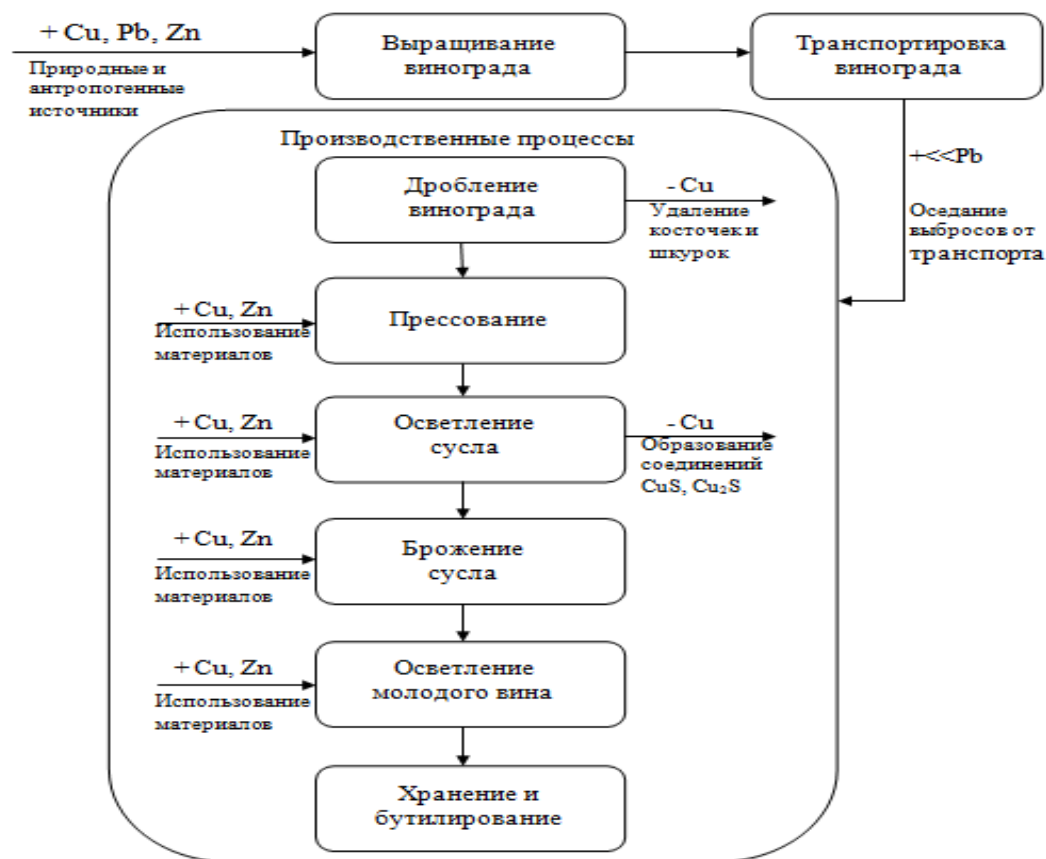 + Cu, Pb, Zn
Природные и
антропогенные
источники
Выращивание
винограда
Транспортировка
винограда
+<<Pb
Оседание
выбросов от
транспорта
Производственные процессы
Дробление
винограда
- Cu
Удаление
косточек и
шкурок
+ Cu, Zn
Использование
материалов
Прессование
+ Cu, Zn
Использование
материалов
Осветление
сусла
- Cu
Образование
соединений
CuS, Cu₂S
+ Cu, Zn
Использование
материалов
Брожение
сусла
+ Cu, Zn
Использование
материалов
Осветление
молодого вина
Хранение и
бутилирование